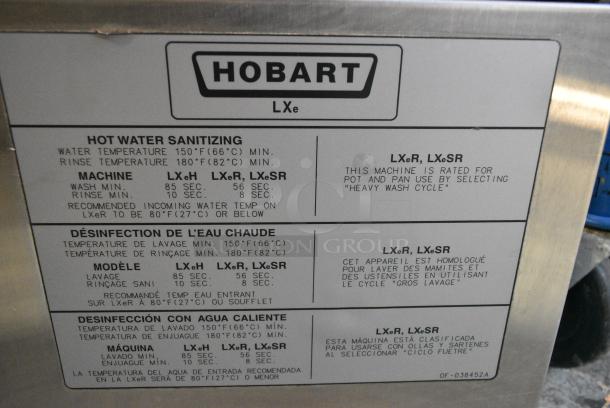 HOBART
LXe
HOT WATER SANITIZING
WATER TEMPERATURE 150°F(66°C) MIN.
RINSE TEMPERATURE 180°F(82°C) MIN.
MACHINE LXeH LXeR, LXeSR
WASH MIN. 85 SEC. 56 SEC.
RINSE MIN. 10 SEC. 8 SEC.
RECOMMENDED INCOMING WATER TEMP ON
LXeR TO BE 80°F(27°C) OR BELOW
LXeR, LXeSR
THIS MACHINE IS RATED FOR
POT AND PAN USE BY SELECTING
"HEAVY WASH CYCLE"
DÉSINFECTION DE L'EAU CHAUDE
TEMPERATURE DE LAVAGE MIN. 150°F(66°C)
TEMPÉRATURE DE RINÇAGE MIN. 180°F(82°C)
MODÈLE LXeH LXeR, LXeSR
LAVAGE 85 SEC. 56 SEC.
RINÇAGE SANI 10 SEC. 8 SEC.
RECOMMANDÉ TEMP EAU ENTRANT
SUR LXeR À 80°F(27°C) OU SOUFFLET
LXeR, LXeSR
CET APPAREIL EST HOMOLOGUÉ
POUR LAVER DES MAMITES ET
DES USTENSILES EN UTILISANT
LE CYCLE "GROS LAVAGE"
DESINFECCIÓN CON AGUA CALIENTE
TEMPERATURA DE LAVADO 150°F(66°C) MÍN.
TEMPERATURA DE ENJUAGUE 180°F(82°C) MÍN.
MÁQUINA LXeH LXeR, LXeSR
LAVADO MIN. 85 SEC. 56 SEC.
ENJUAGUE MÍN. 10 SEC. 8 SEC.
LA TEMPERATURA DEL AGUA DE ENTRADA RECOMENDADA
EN LA LXeR SERÁ DE 80°F(27°C) O MENOR
LXeR, LXeSR
ESTA MÁQUINA ESTÁ CLASIFICADA
PARA USARSE CON OLLAS Y SARTENES
AL SELECCIONAR "CICLO FUETRE"
OF-038452A